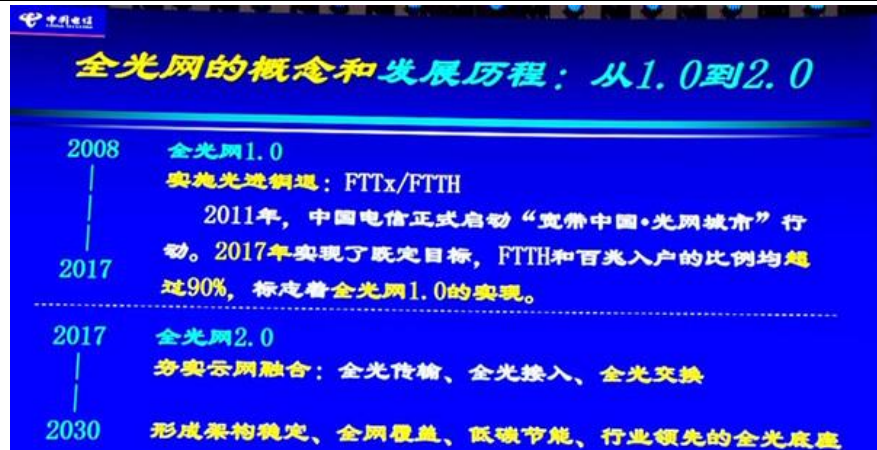 中国电信
全光网的概念和发展历程：从1.0到2.0
2008
全光网1.0
实施光进铜退：FTTx/FTTH
2011年，中国电信正式启动“宽带中国•光网城市”行
动。2017年实现了既定目标，FTTH和百兆入户的比例均超
过90%，标志着全光网1.0的实现。
2017
2017
全光网2.0
夯实云网融合：全光传输、全光接入、全光交换
2030
形成架构稳定、全网覆盖、低碳节能、行业领先的全光底座